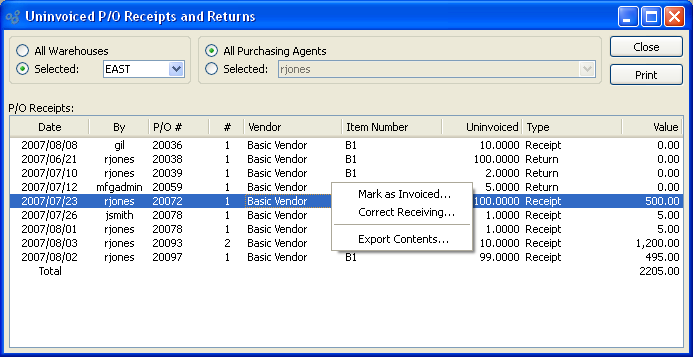 Uninvoiced P/O Receipts and Returns
All Warehouses
Selected: EAST
All Purchasing Agents
Selected: rjones
Close
Print
P/O Receipts:
Date By P/O # # Vendor Item Number Uninvoiced Type Value
2007/08/08 gil 20036 1 Basic Vendor B1 10.0000 Receipt 0.00
2007/06/21 rjones 20038 1 Basic Vendor B1 100.0000 Return 0.00
2007/07/10 rjones 20039 1 Basic Vendor B1 2.0000 Return 0.00
2007/07/12 mfgadmin 20059 1 Basic Vendor 5.0000 Return 0.00
2007/07/23 rjones 20072 1 Basic Vendor 100.0000 Receipt 500.00
2007/07/26 jsmith 20078 1 Basic Vendor 1.0000 Receipt 5.00
2007/08/01 rjones 20078 1 Basic Vendor 1.0000 Receipt 5.00
2007/08/03 rjones 20093 2 Basic Vendor 10.0000 Receipt 1,200.00
2007/08/02 rjones 20097 1 Basic Vendor B1 99.0000 Receipt 495.00
Total 2205.00
Mark as Invoiced...
Correct Receiving...
Export Contents...